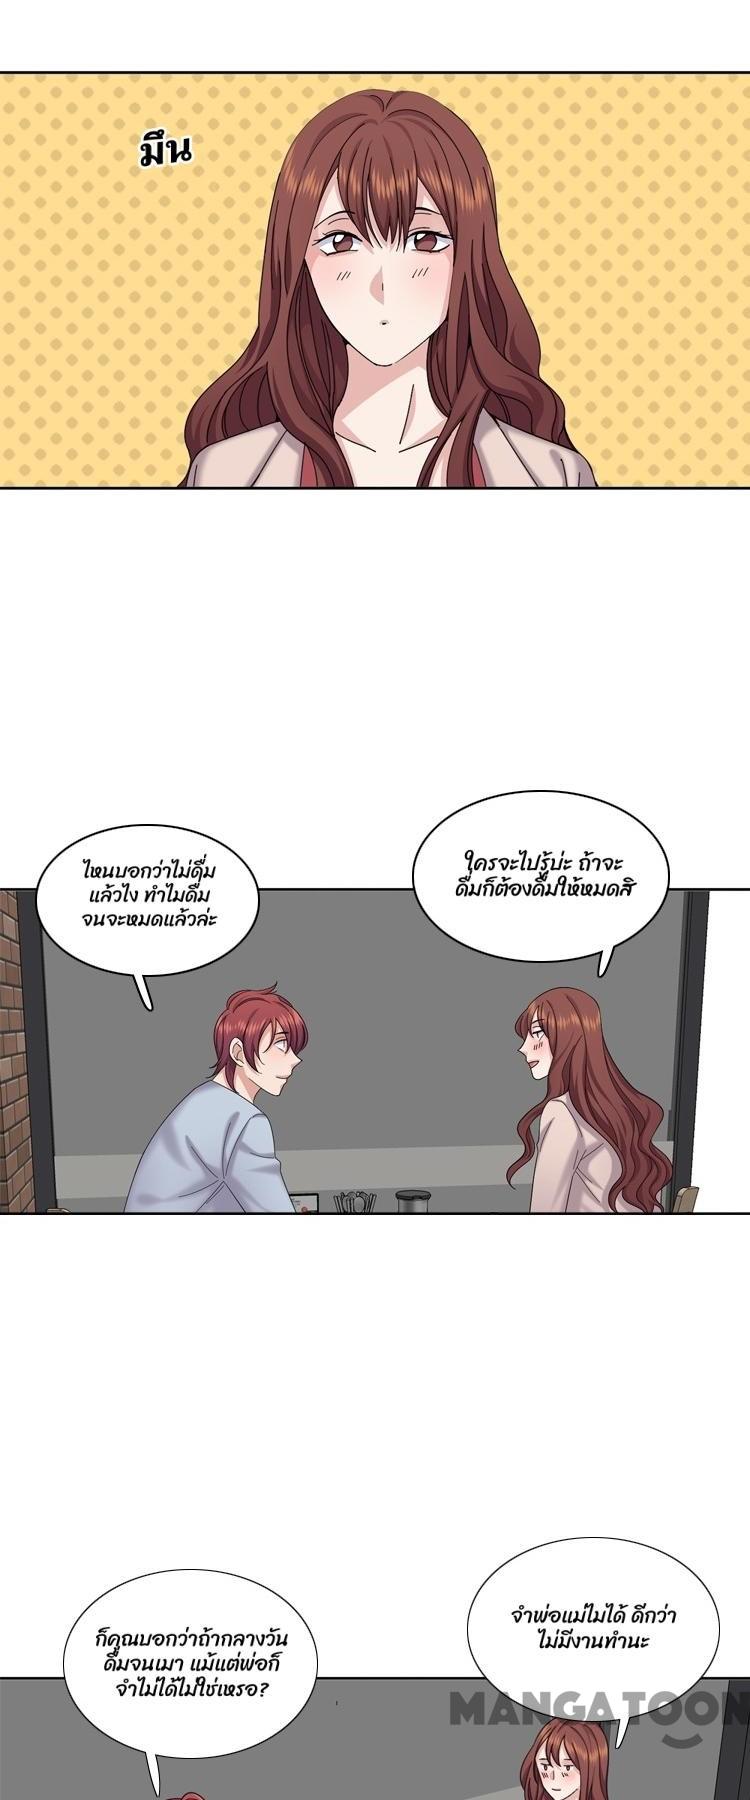 มึน
ไหนบอกว่าไม่ดื่ม
แล้วไง ทำไมดื่ม
จนจะหมดแล้วล่ะ
ใครจะไปรู้บ่ะ ถ้าจะ
ดื่มก็ต้องดื่มให้หมดสิ
ก็คุณบอกว่าถ้ากลางวัน
ดื่มจนเมา แม้แต่พ่อก็
จำไม่ได้ไม่ใช่เหรอ?
จำพ่อแม่ไม่ได้ ดีกว่า
ไม่มีงานทำนะ
MANGATOON